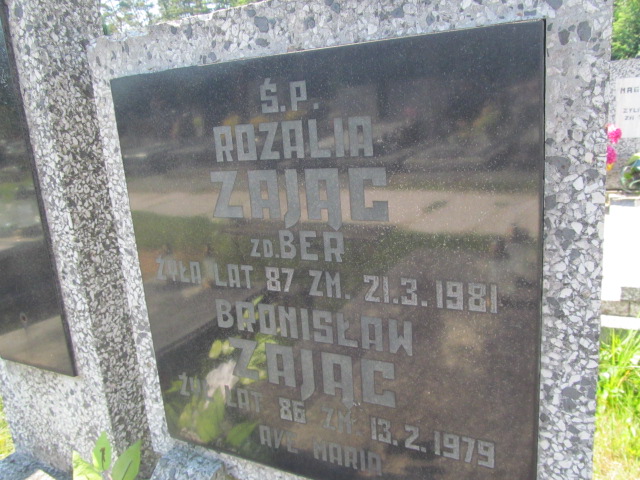 Ś.P.
ROZALIA
ZAJĄC
ZD. BER
ŻYŁA LAT 87 ZM. 21.3.1981
BRONISŁAW
ZAJĄC
LAT 86 ZM. 13.2.1979
AVE MARIA